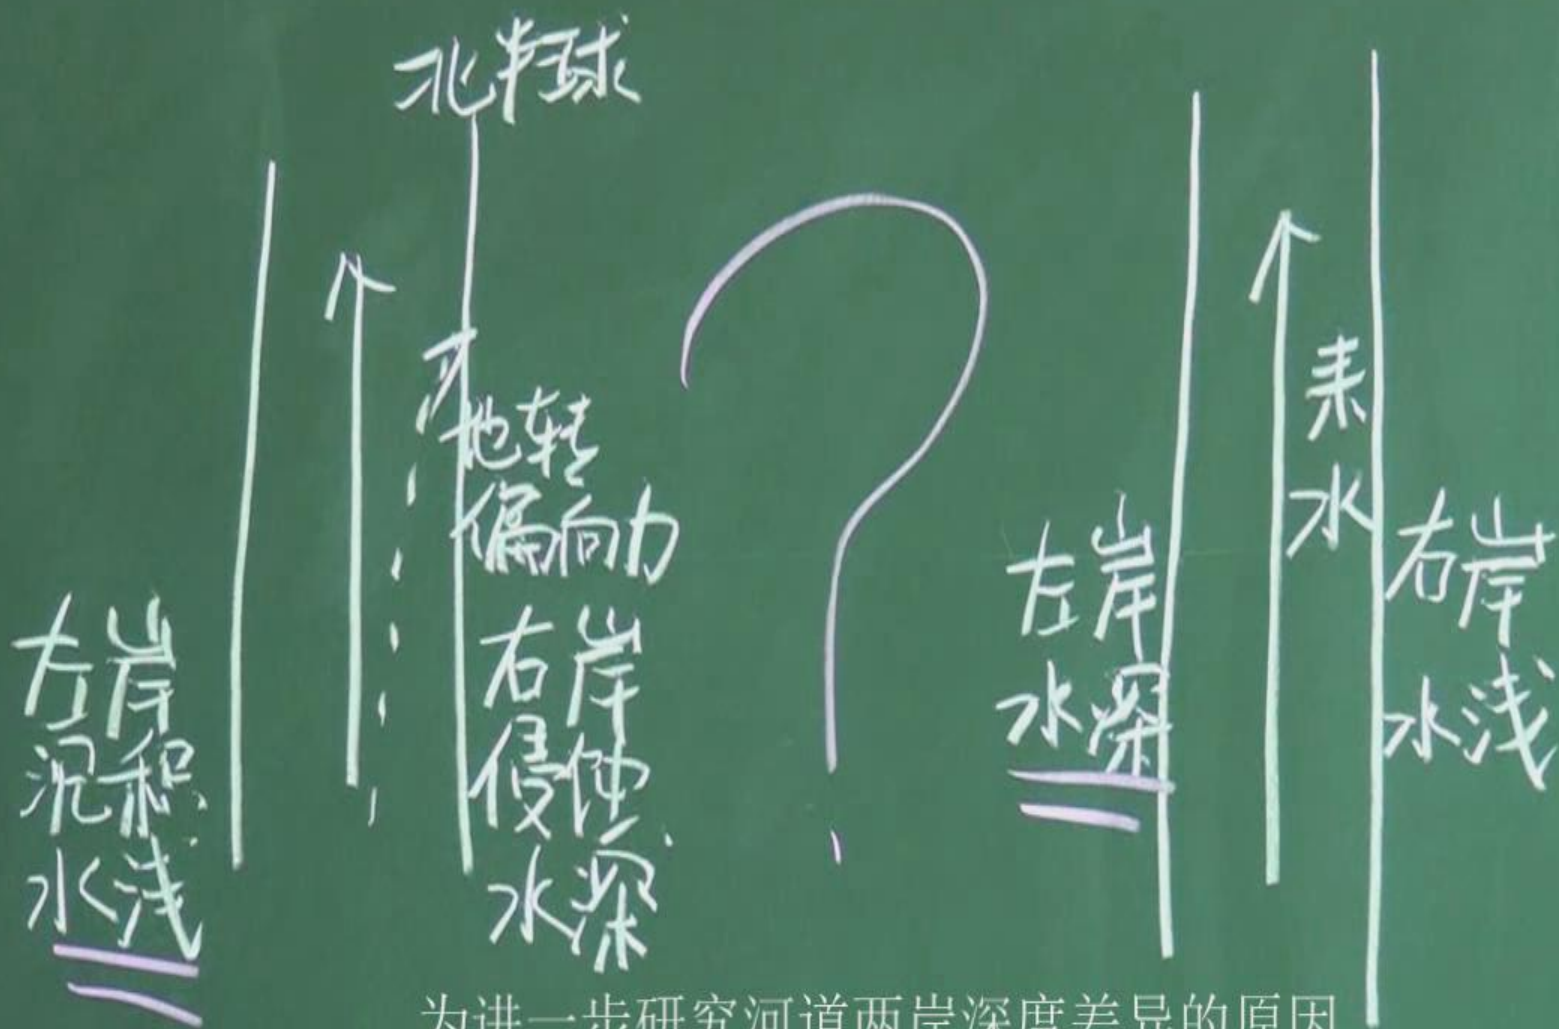 北半球
地转
偏向力
左岸
沉积
水浅
右岸
侵蚀
水深
?
耒
水
左岸
水深
右岸
水浅
为进一步研究河道两岸深度差异的原因